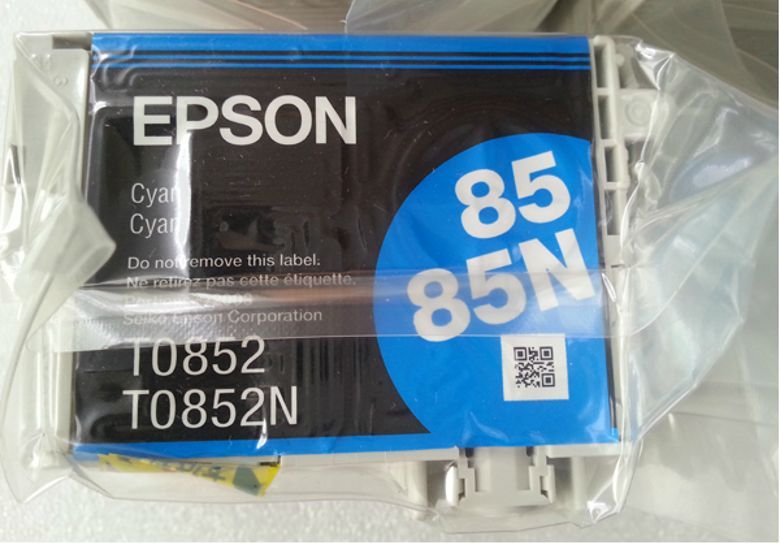 EPSON
85
85N
Cyan
Cyan
Do not remove this label.
Ne retirez pas cette étiquette.
Seiko Epson Corporation
T0852
T0852N